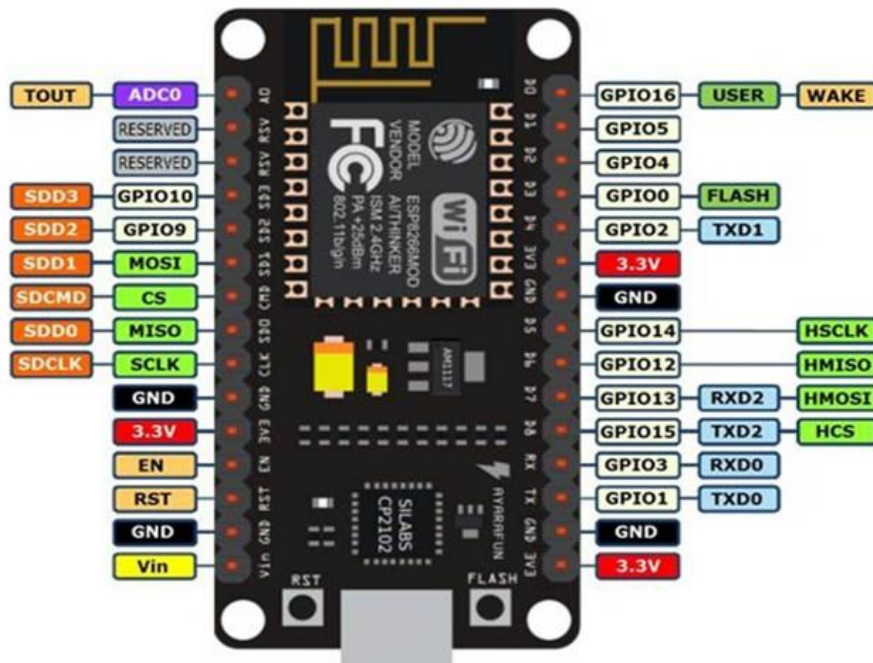 TOUT ADC0 A0 D0 GPIO16 USER WAKE
RESERVED RSV D1 GPIO5
RESERVED RSV D2 GPIO4
SDD3 GPIO10 SD3 D3 GPIO0 FLASH
SDD2 GPIO9 SD2 D4 GPIO2 TXD1
SDD1 MOSI SD1 3V3 3.3V
SDCMD CS CMD GND GND
SDD0 MISO SD0 D5 GPIO14 HSCLK
SDCLK SCLK CLK D6 GPIO12 HMISO
GND GND D7 GPIO13 RXD2 HMOSI
3.3V 3V3 D8 GPIO15 TXD2 HCS
EN EN RX GPIO3 RXD0
RST RST TX GPIO1 TXD0
GND GND GND GND
Vin Vin 3V3 3.3V
MODEL ESP8266MOD
VENDOR AI/THINKER
ISM 2.4GHz
PA +25dBm
802.11b/g/n
FC
WiFi
AM1117
SILABS
CP2102
AYARAFUN
RST
FLASH